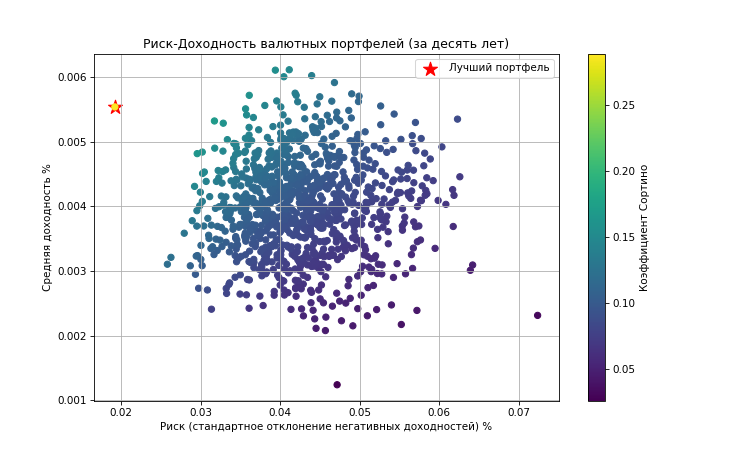 Риск-Доходность валютных портфелей (за десять лет)
Лучший портфель
Средняя доходность %
0.006
0.005
0.004
0.003
0.002
0.001
0.02 0.03 0.04 0.05 0.06 0.07
Риск (стандартное отклонение негативных доходностей) %
0.25
0.20
0.15
0.10
0.05
Коэффициент Сортино